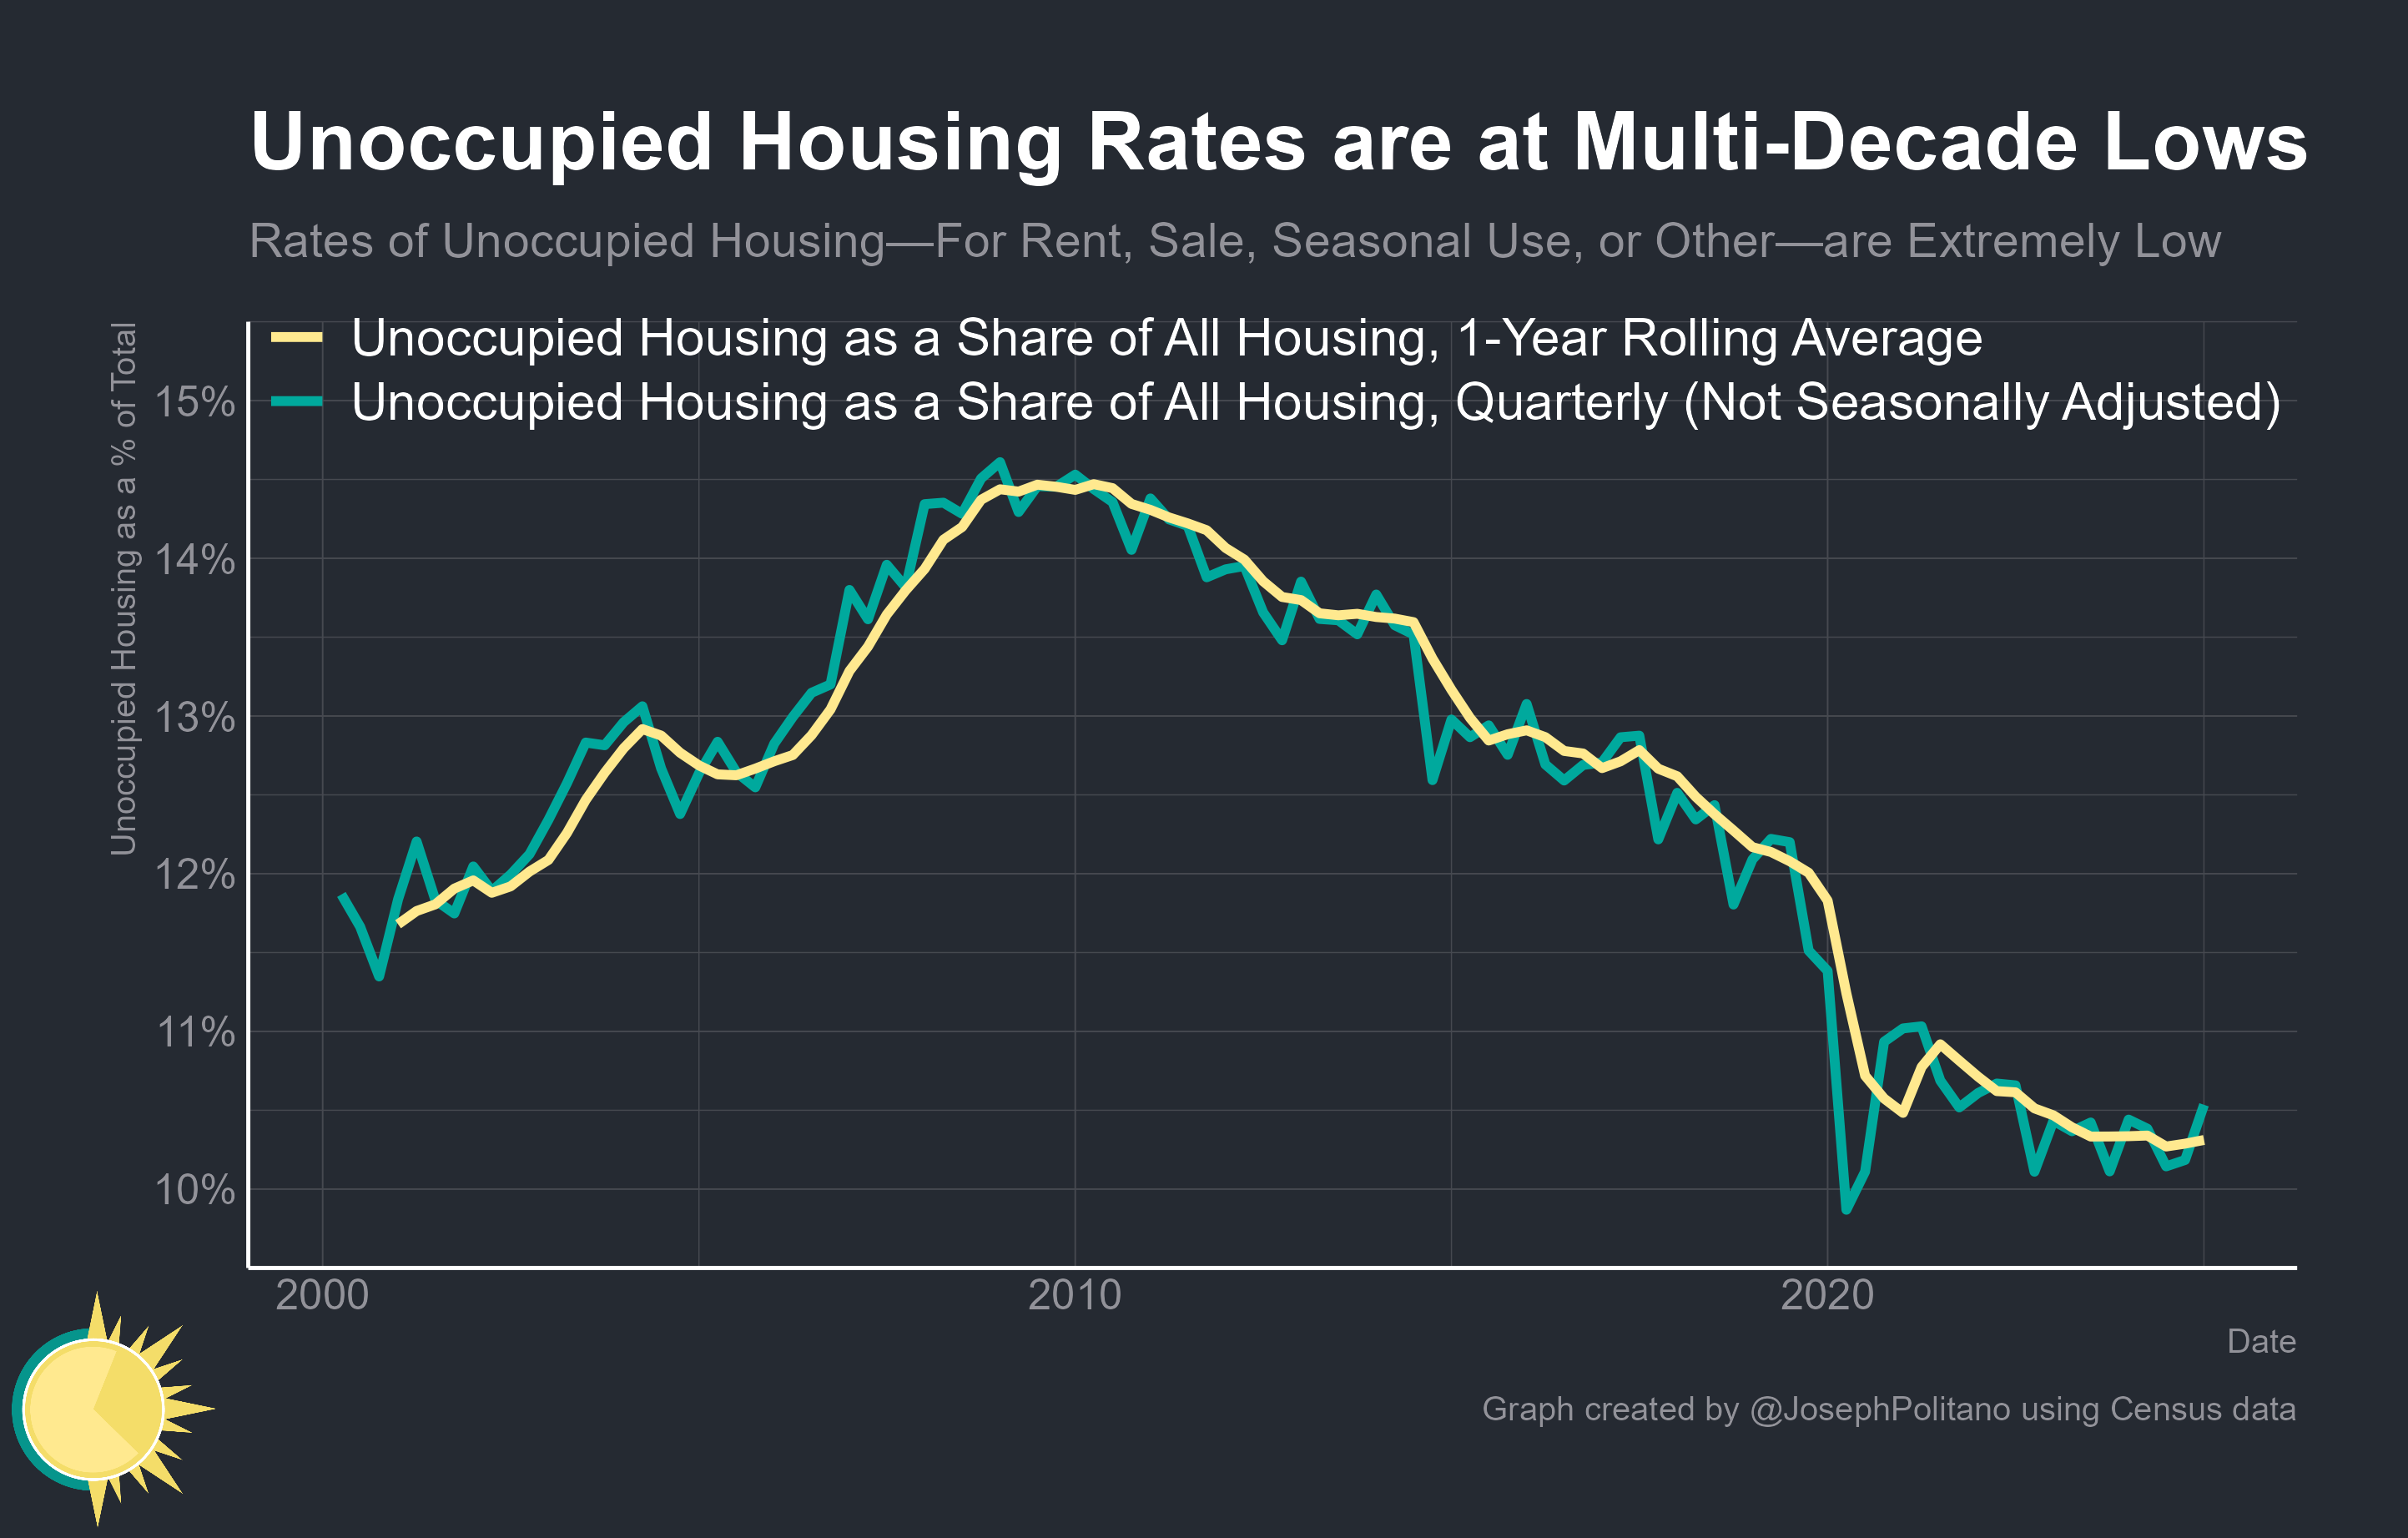 Unoccupied Housing Rates are at Multi-Decade Lows
Rates of Unoccupied Housing—For Rent, Sale, Seasonal Use, or Other—are Extremely Low
Unoccupied Housing as a Share of All Housing, 1-Year Rolling Average
Unoccupied Housing as a Share of All Housing, Quarterly (Not Seasonally Adjusted)
Unoccupied Housing as a % of Total
15%
14%
13%
12%
11%
10%
2000
2010
2020
Date
Graph created by @JosephPolitano using Census data